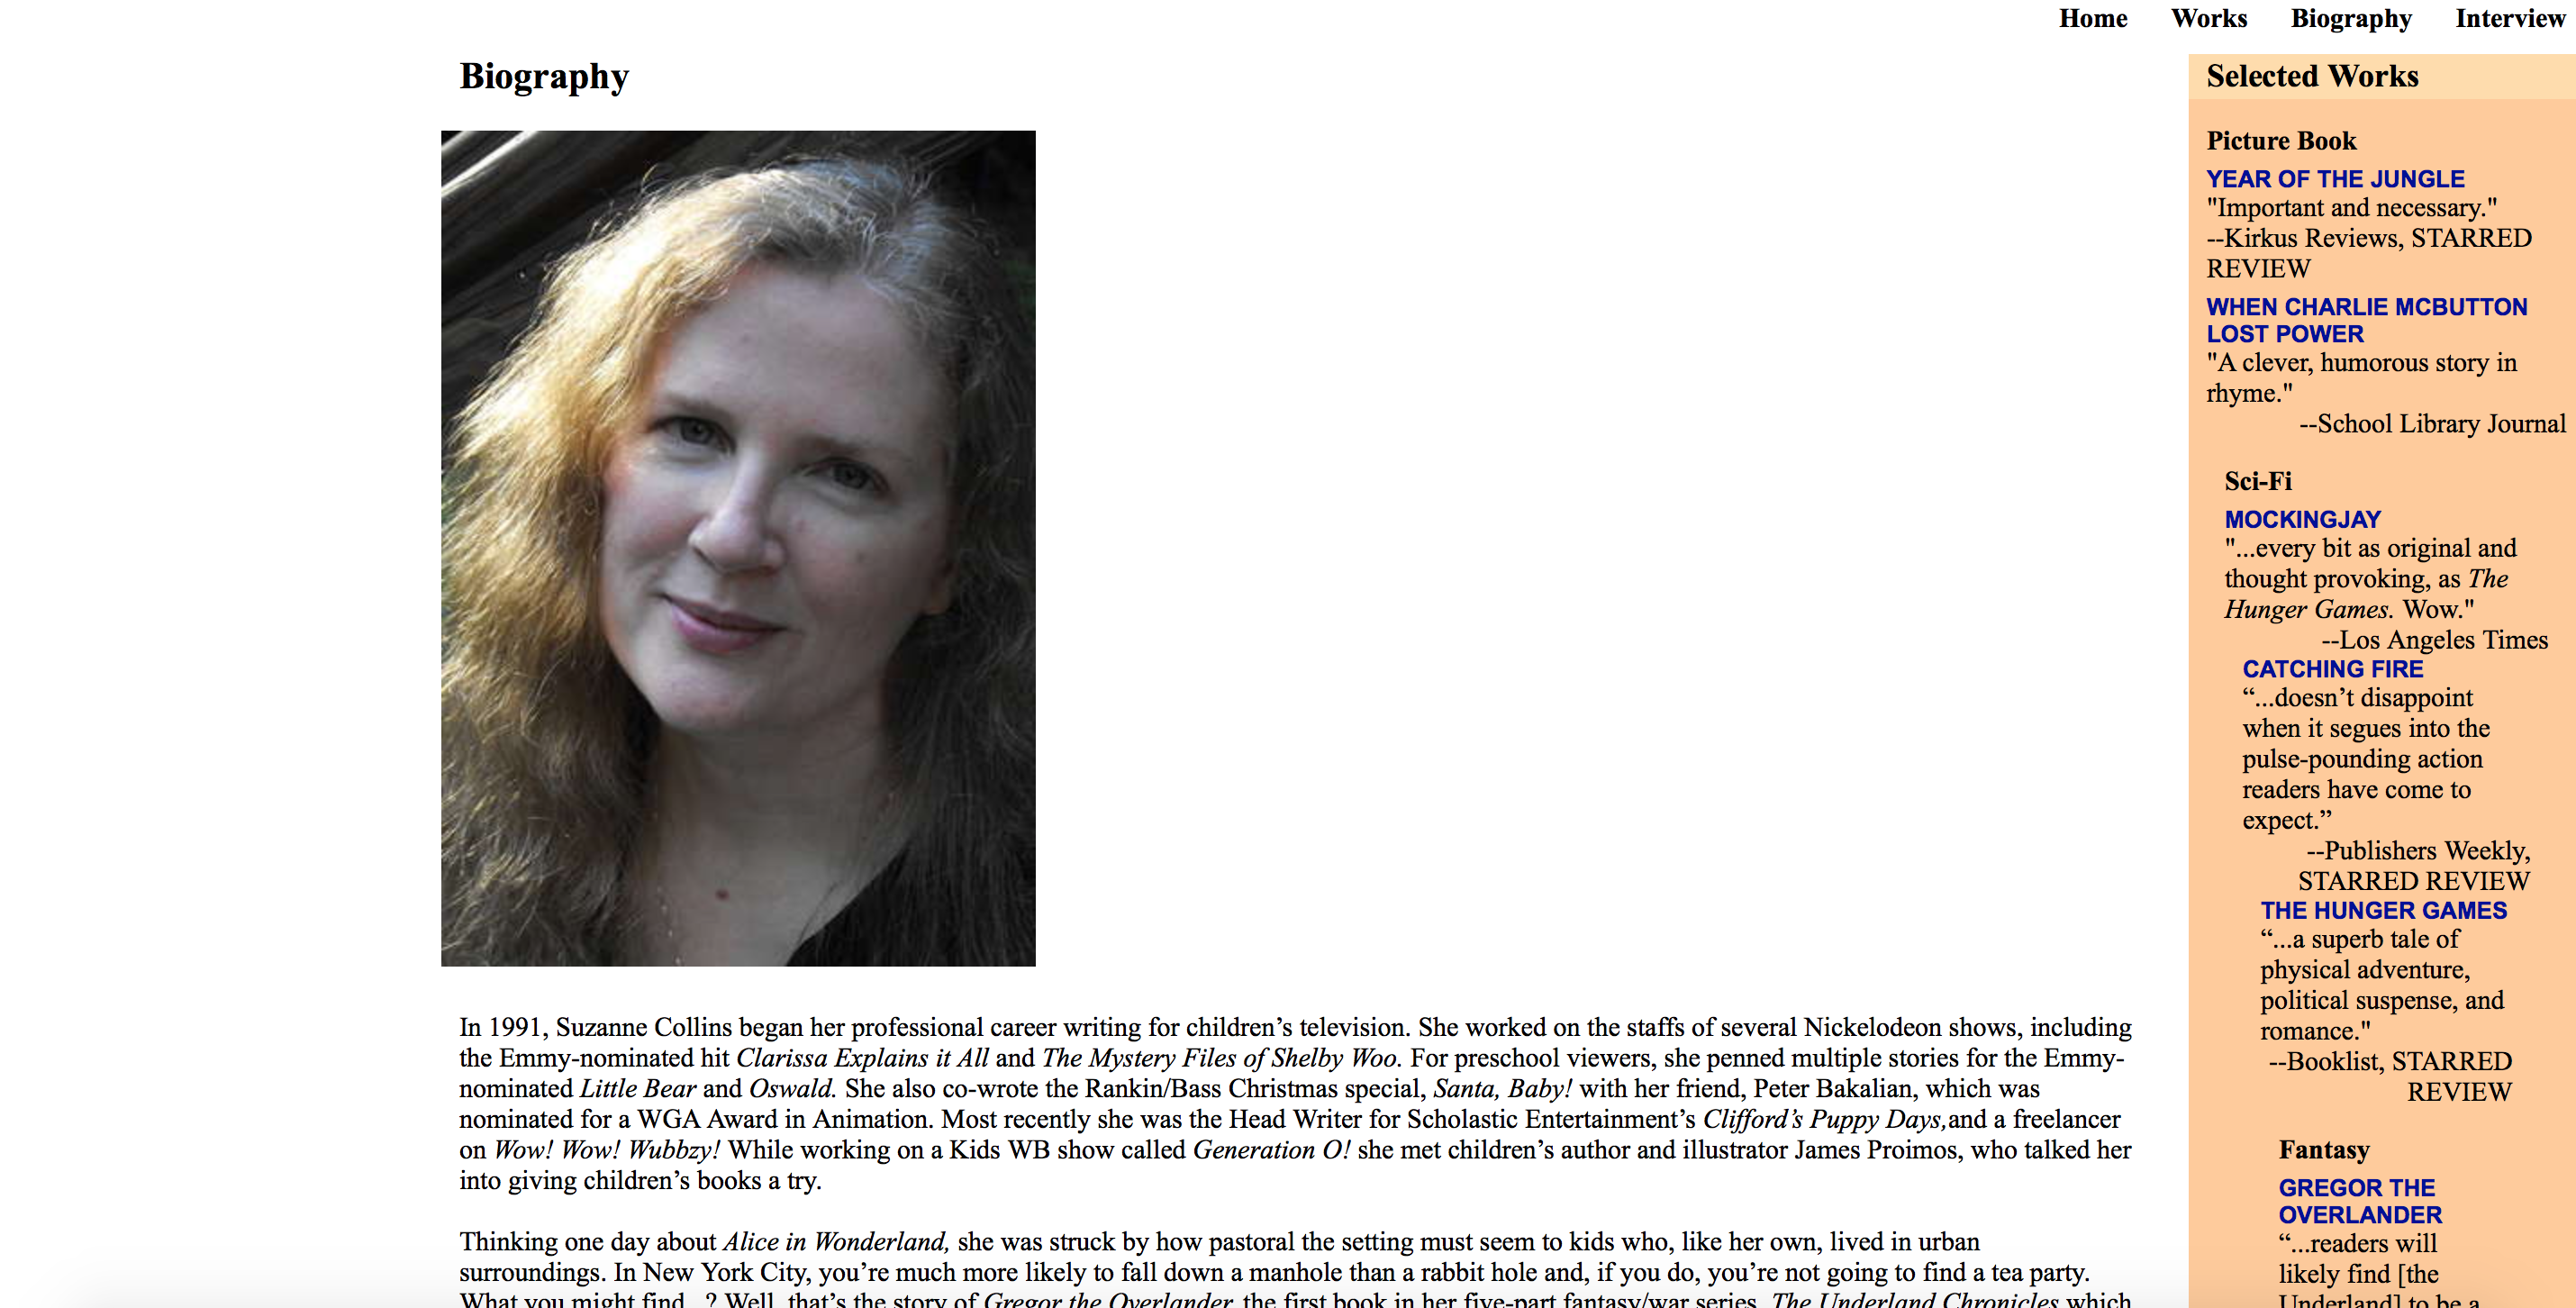 Home Works Biography Interview
Biography
In 1991, Suzanne Collins began her professional career writing for children’s television. She worked on the staffs of several Nickelodeon shows, including
the Emmy-nominated hit Clarissa Explains it All and The Mystery Files of Shelby Woo. For preschool viewers, she penned multiple stories for the Emmy-
nominated Little Bear and Oswald. She also co-wrote the Rankin/Bass Christmas special, Santa, Baby! with her friend, Peter Bakalian, which was
nominated for a WGA Award in Animation. Most recently she was the Head Writer for Scholastic Entertainment’s Clifford’s Puppy Days,and a freelancer
on Wow! Wow! Wubbzy! While working on a Kids WB show called Generation O! she met children’s author and illustrator James Proimos, who talked her
into giving children’s books a try.
Thinking one day about Alice in Wonderland, she was struck by how pastoral the setting must seem to kids who, like her own, lived in urban
surroundings. In New York City, you’re much more likely to fall down a manhole than a rabbit hole and, if you do, you’re not going to find a tea party.
What you might find...? Well, that’s the story of Gregor the Overlander, the first book in her five-part fantasy/war series, The Underland Chronicles which
Selected Works
Picture Book
YEAR OF THE JUNGLE
"Important and necessary."
--Kirkus Reviews, STARRED
REVIEW
WHEN CHARLIE MCBUTTON
LOST POWER
"A clever, humorous story in
rhyme."
--School Library Journal
Sci-Fi
MOCKINGJAY
"...every bit as original and
thought provoking, as The
Hunger Games. Wow."
--Los Angeles Times
CATCHING FIRE
“...doesn’t disappoint
when it segues into the
pulse-pounding action
readers have come to
expect.”
--Publishers Weekly,
STARRED REVIEW
THE HUNGER GAMES
“...a superb tale of
physical adventure,
political suspense, and
romance."
--Booklist, STARRED
REVIEW
Fantasy
GREGOR THE
OVERLANDER
“...readers will
likely find [the
Underland] to be a